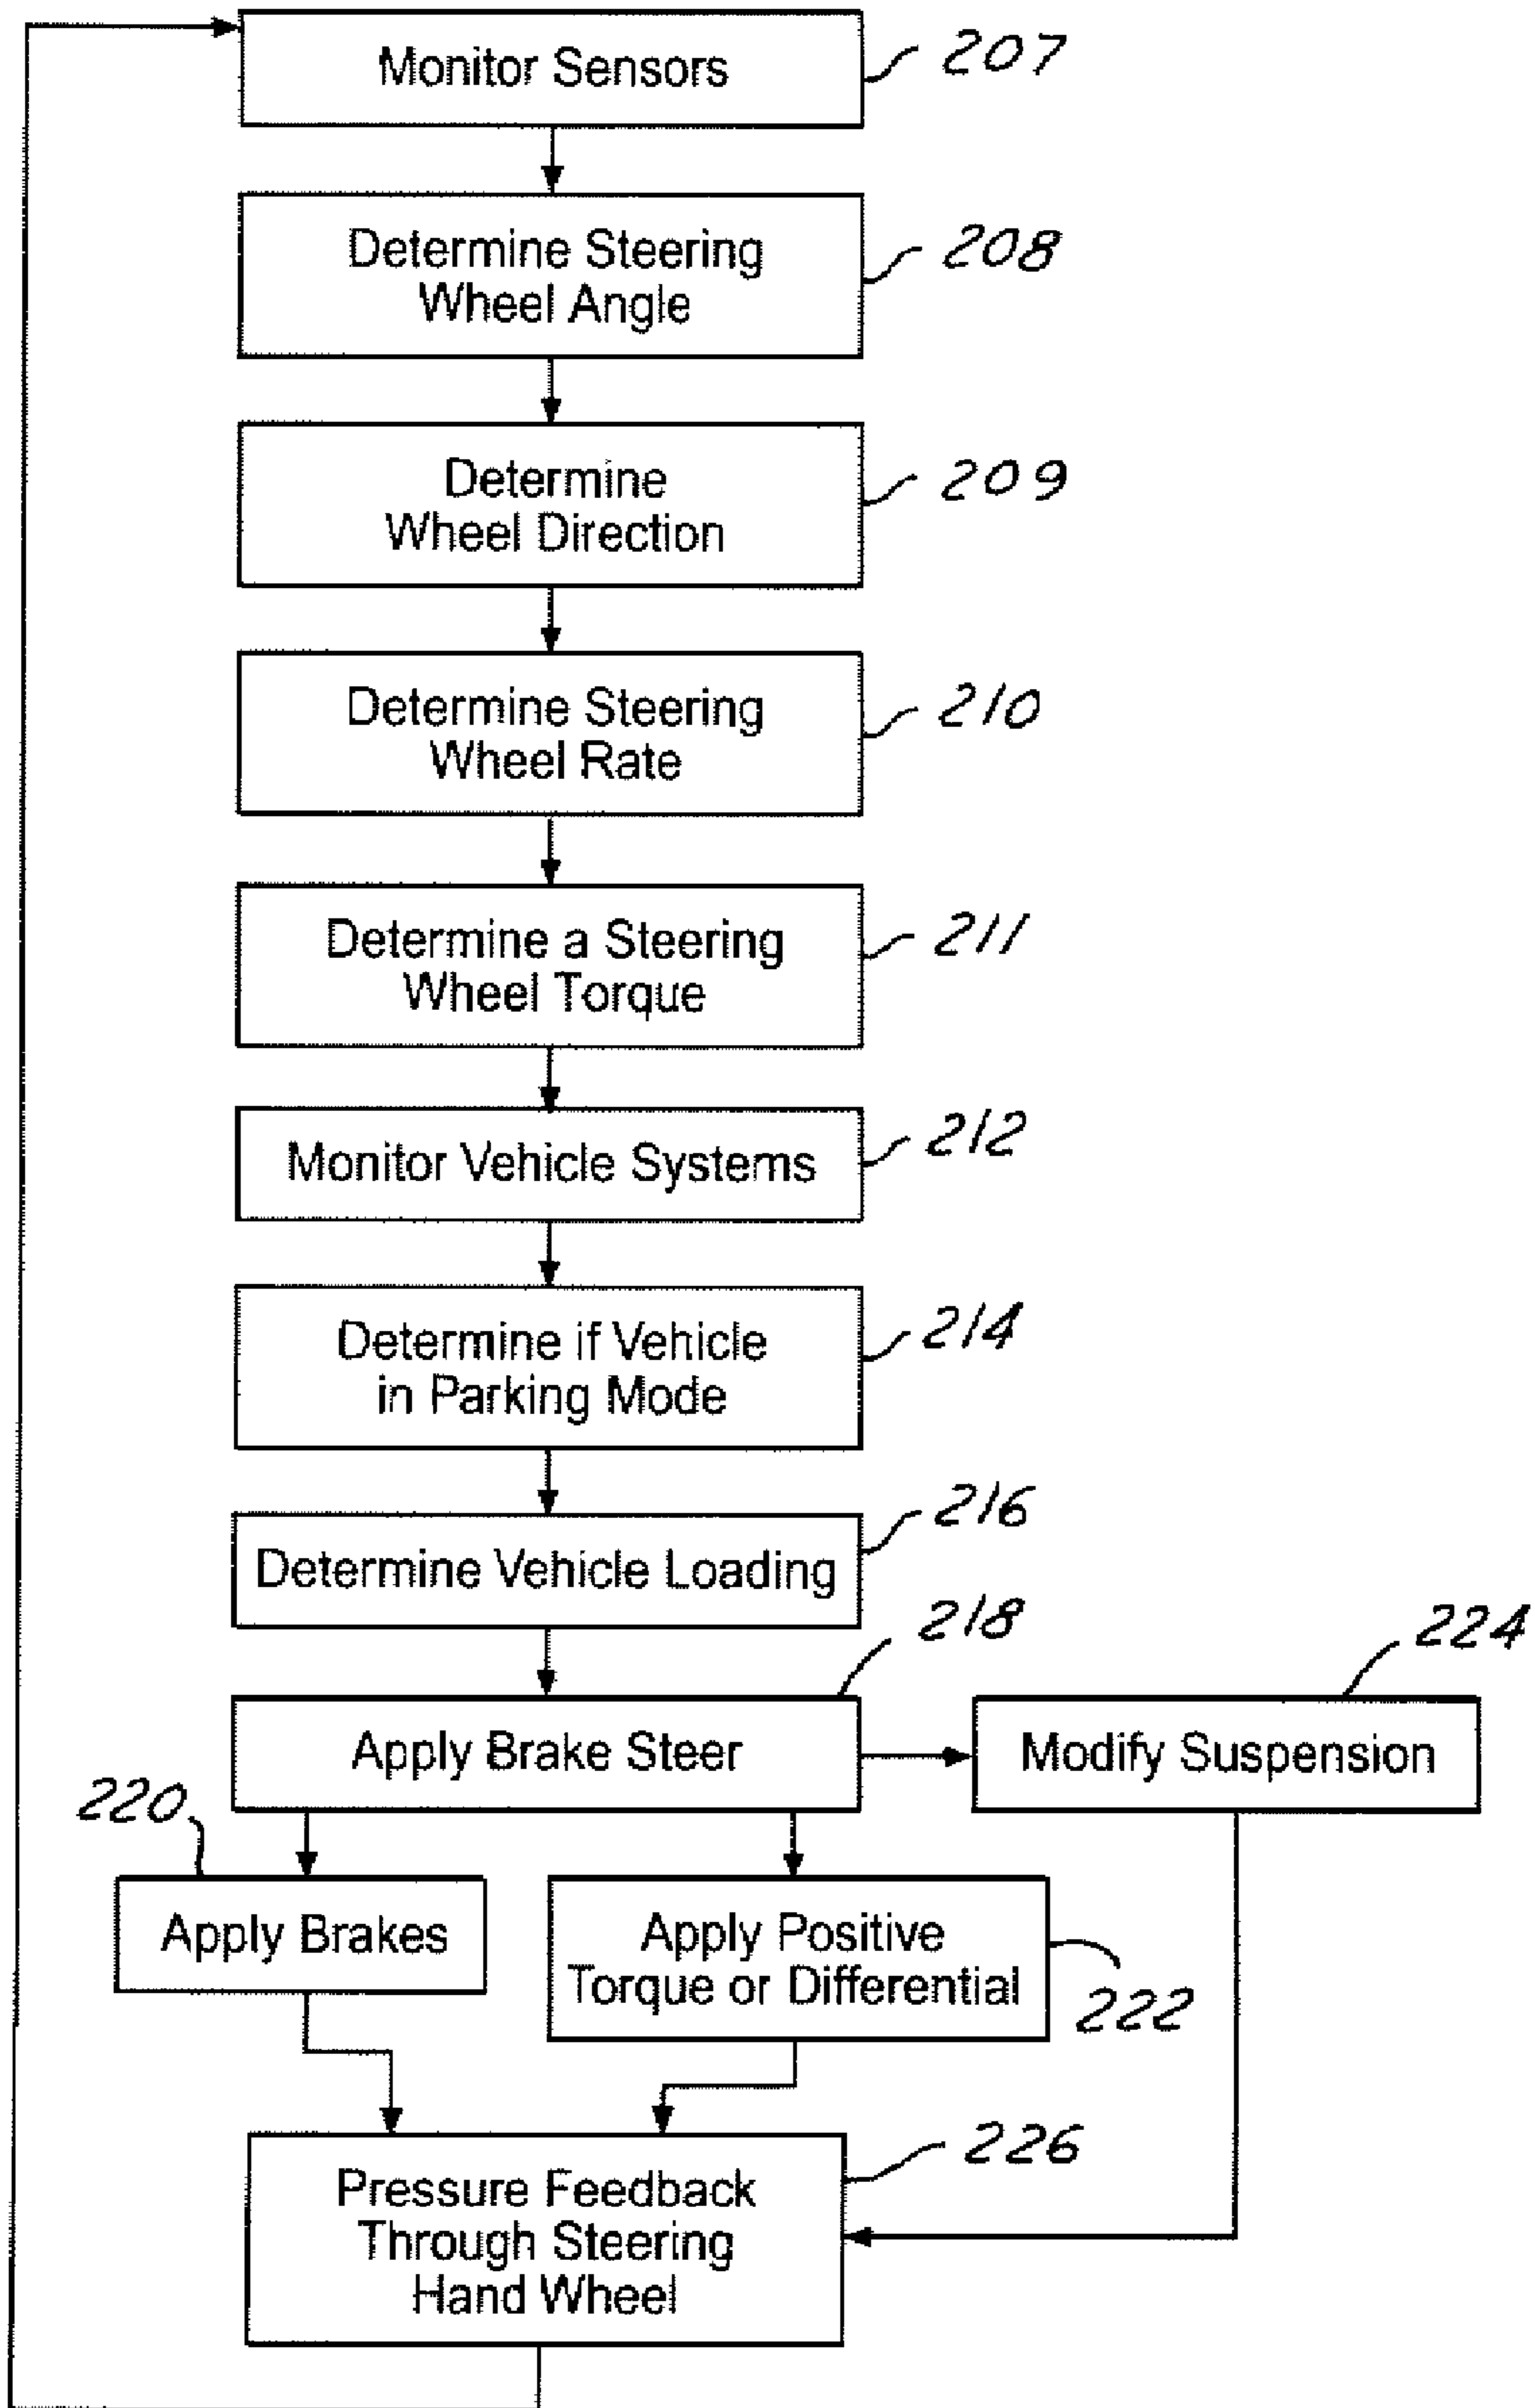 Monitor Sensors
207
Determine Steering
Wheel Angle
208
Determine
Wheel Direction
209
Determine Steering
Wheel Rate
210
Determine a Steering
Wheel Torque
211
Monitor Vehicle Systems
212
Determine if Vehicle
in Parking Mode
214
Determine Vehicle Loading
216
218
224
Apply Brake Steer
Modify Suspension
220
Apply Brakes
Apply Positive
Torque or Differential
222
226
Pressure Feedback
Through Steering
Hand Wheel